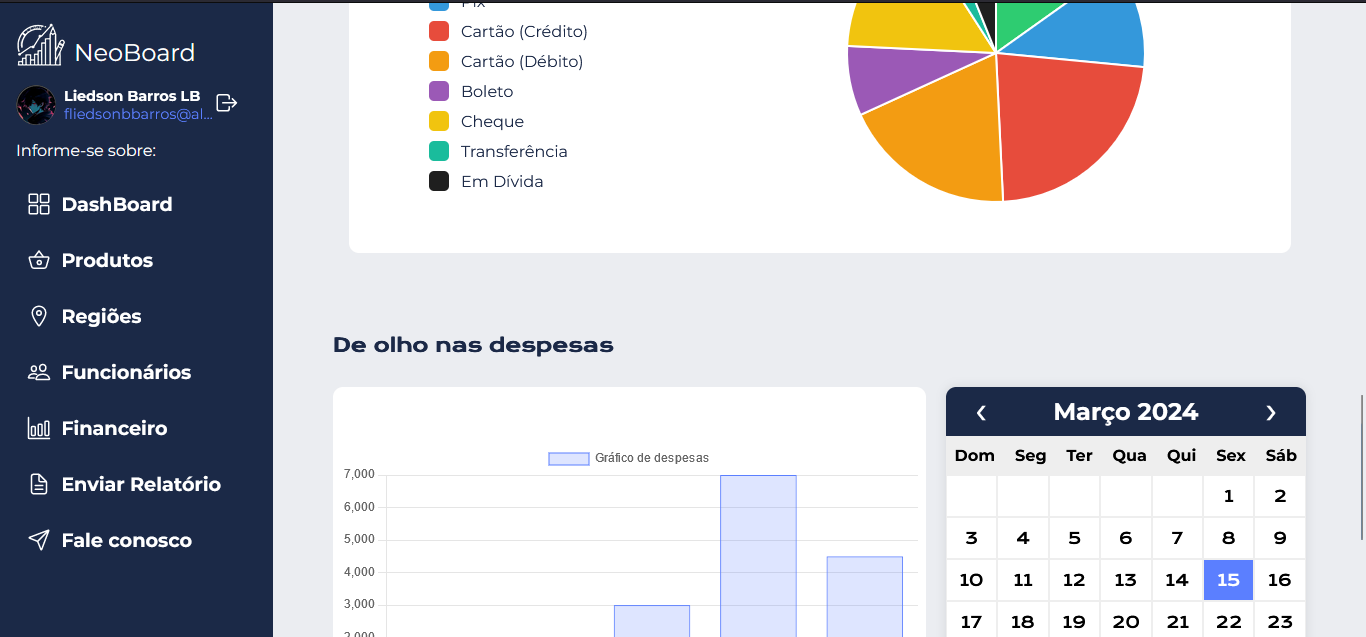 NeoBoard
Liedson Barros LB
fliedsonbbarros@al...
Informe-se sobre:
DashBoard
Produtos
Regiões
Funcionários
Financeiro
Enviar Relatório
Fale conosco
Pix
Cartão (Crédito)
Cartão (Débito)
Boleto
Cheque
Transferência
Em Dívida
De olho nas despesas
Gráfico de despesas
7,000
6,000
5,000
4,000
3,000
2,000
‹ Março 2024 ›
Dom Seg Ter Qua Qui Sex Sáb
1 2
3 4 5 6 7 8 9
10 11 12 13 14 15 16
17 18 19 20 21 22 23